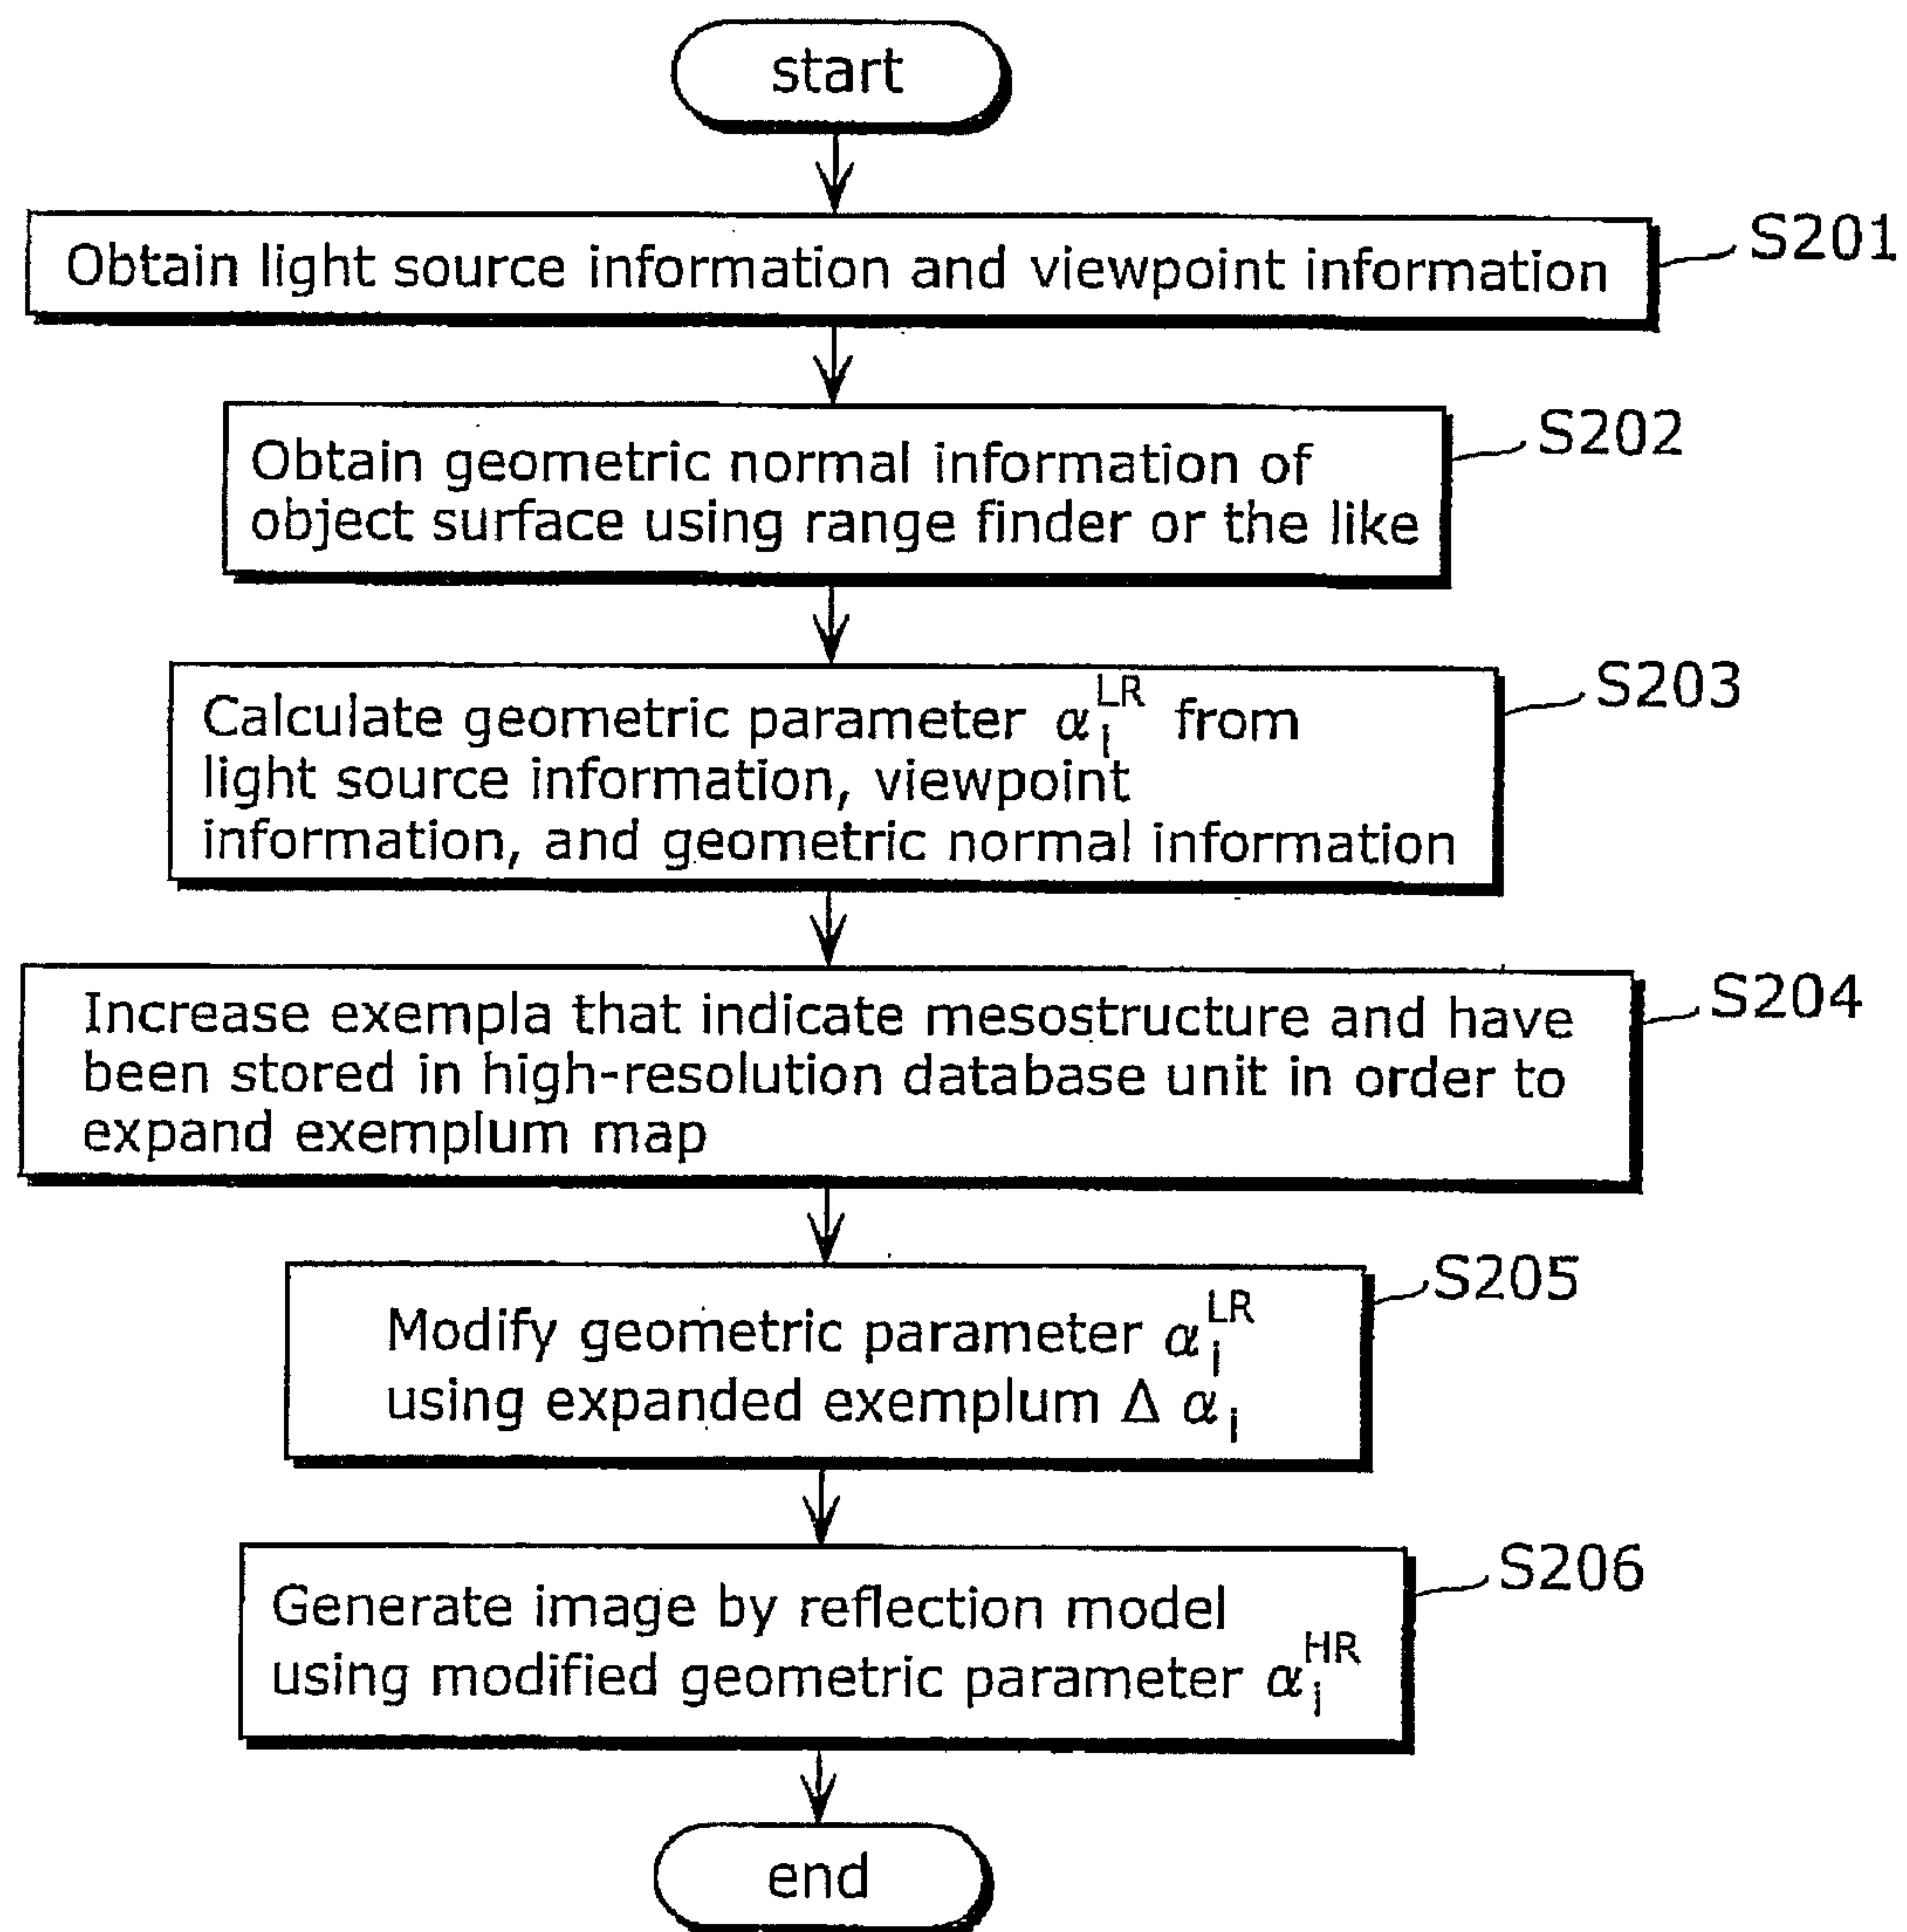 start
Obtain light source information and viewpoint information
S201
Obtain geometric normal information of
object surface using range finder or the like
S202
Calculate geometric parameter α_i^LR from
light source information, viewpoint
information, and geometric normal information
S203
Increase exempla that indicate mesostructure and have
been stored in high-resolution database unit in order to
expand exemplum map
S204
Modify geometric parameter α_i^LR
using expanded exemplum Δ α_i
S205
Generate image by reflection model
using modified geometric parameter α_i^HR
S206
end